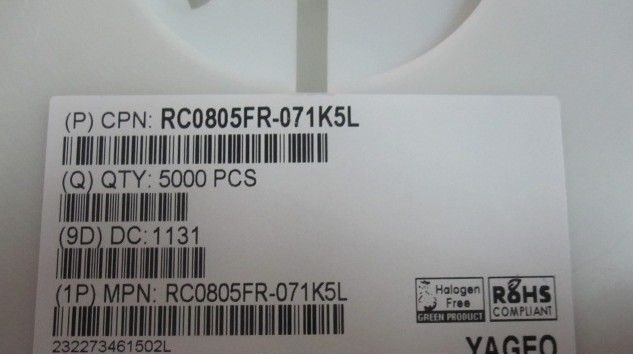 (P) CPN: RC0805FR-071K5L
(Q) QTY: 5000 PCS
(9D) DC:1131
(1P) MPN: RC0805FR-071K5L
Halogen
Free
GREEN PRODUCT
RoHS
COMPLIANT
232273461502L
YAGEO